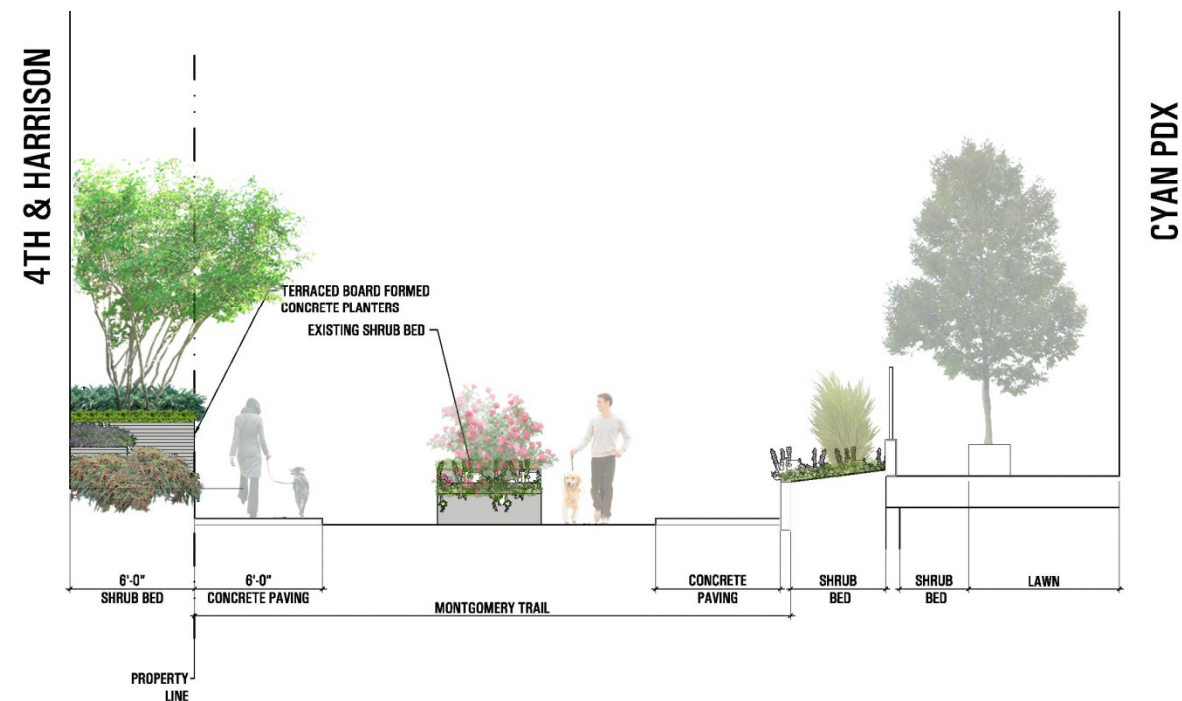 4TH & HARRISON
CYAN PDX
TERRACED BOARD FORMED
CONCRETE PLANTERS
EXISTING SHRUB BED
6'-0"
SHRUB BED
6'-0"
CONCRETE PAVING
MONTGOMERY TRAIL
CONCRETE
PAVING
SHRUB
BED
SHRUB
BED
LAWN
PROPERTY
LINE